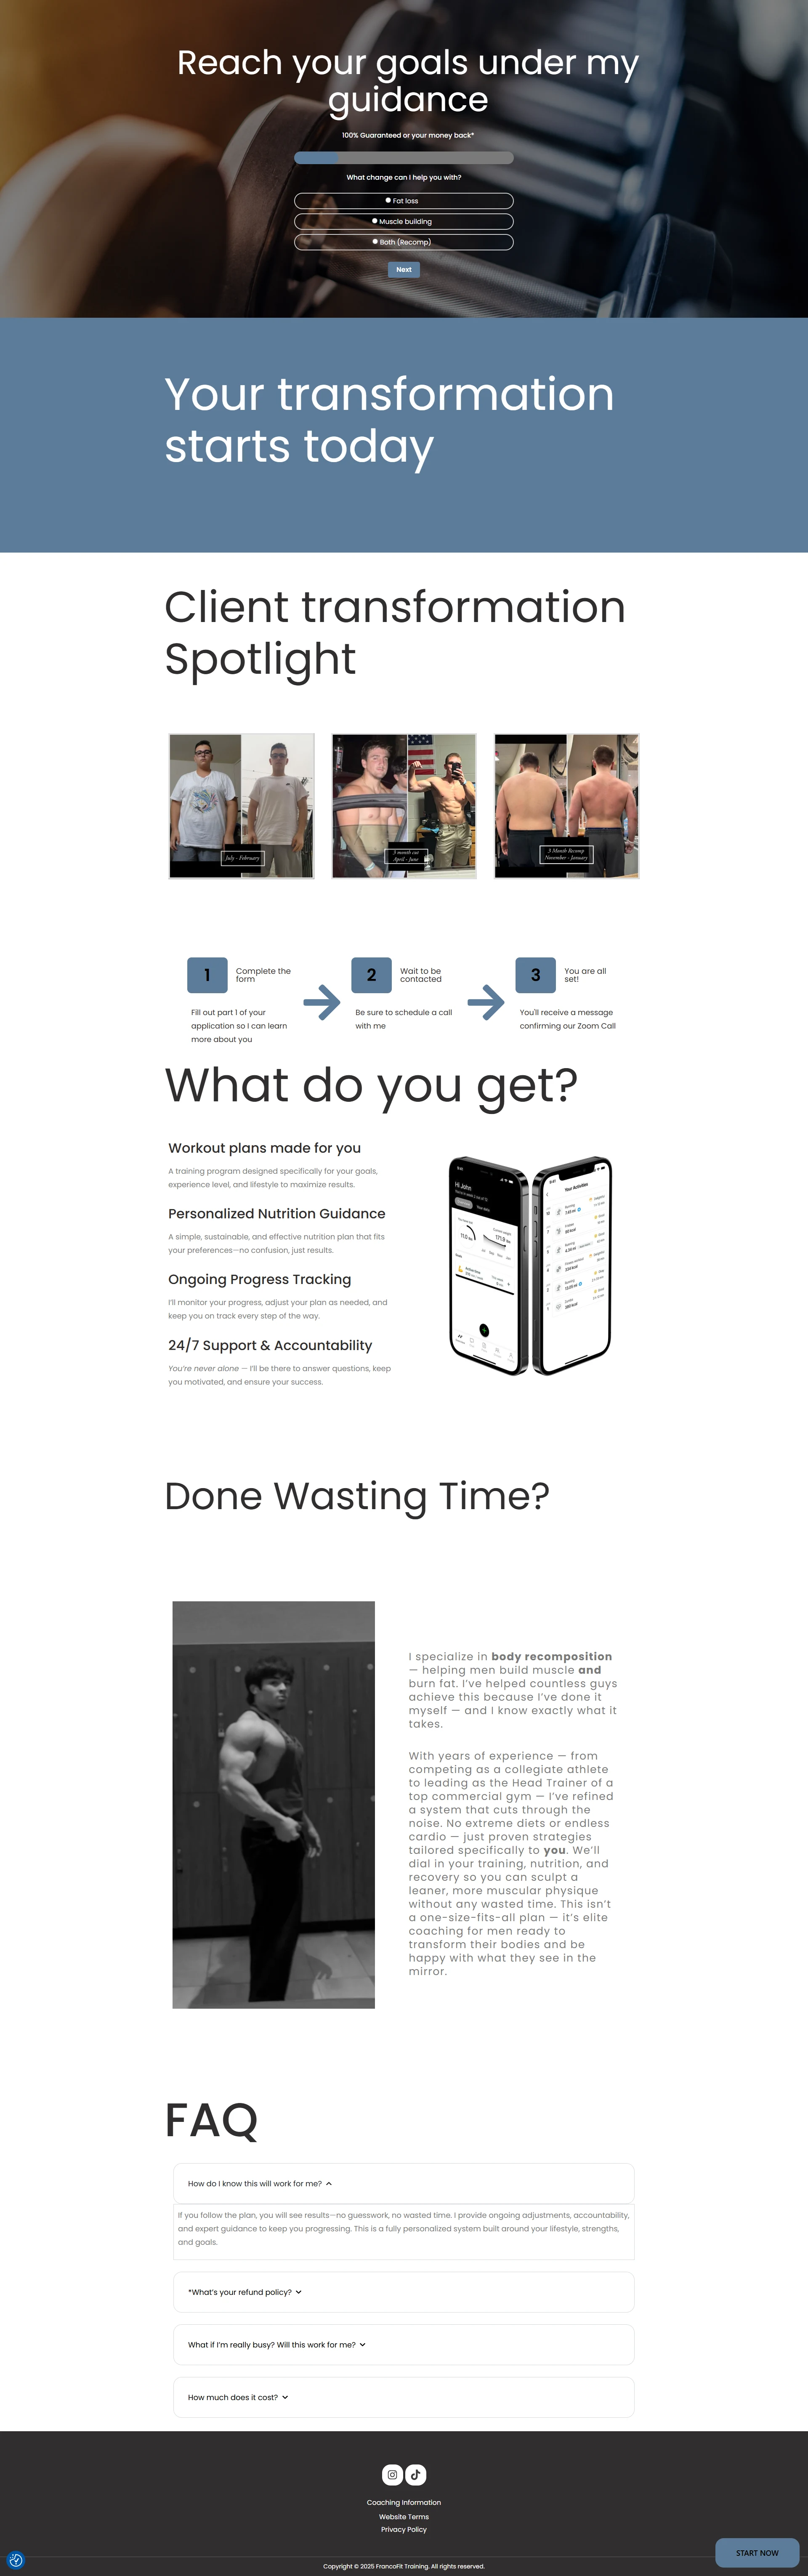 Reach your goals under my
guidance
100% Guaranteed or your money back*
What change can I help you with?
Fat loss
Muscle building
Both (Recomp)
Next
Your transformation
starts today
Client transformation
Spotlight
July - February
3 month cut
April - June
3 Month Recomp
November - January
1
Complete the
form
Fill out part 1 of your
application so I can learn
more about you
2
Wait to be
contacted
Be sure to schedule a call
with me
3
You are all
set!
You'll receive a message
confirming our Zoom Call
What do you get?
Workout plans made for you
A training program designed specifically for your goals,
experience level, and lifestyle to maximize results.
Personalized Nutrition Guidance
A simple, sustainable, and effective nutrition plan that fits
your preferences—no confusion, just results.
Ongoing Progress Tracking
I'll monitor your progress, adjust your plan as needed, and
keep you on track every step of the way.
24/7 Support & Accountability
You're never alone — I'll be there to answer questions, keep
you motivated, and ensure your success.
Hi John
Your Activities
Done Wasting Time?
I specialize in body recomposition
— helping men build muscle and
burn fat. I've helped countless guys
achieve this because I've done it
myself — and I know exactly what it
takes.
With years of experience — from
competing as a collegiate athlete
to leading as the Head Trainer of a
top commercial gym — I've refined
a system that cuts through the
noise. No extreme diets or endless
cardio — just proven strategies
tailored specifically to you. We'll
dial in your training, nutrition, and
recovery so you can sculpt a
leaner, more muscular physique
without any wasted time. This isn't
a one-size-fits-all plan — it's elite
coaching for men ready to
transform their bodies and be
happy with what they see in the
mirror.
FAQ
How do I know this will work for me?
If you follow the plan, you will see results—no guesswork, no wasted time. I provide ongoing adjustments, accountability,
and expert guidance to keep you progressing. This is a fully personalized system built around your lifestyle, strengths,
and goals.
*What's your refund policy?
What if I'm really busy? Will this work for me?
How much does it cost?
Coaching Information
Website Terms
Privacy Policy
START NOW
Copyright © 2025 FrancoFit Training. All rights reserved.